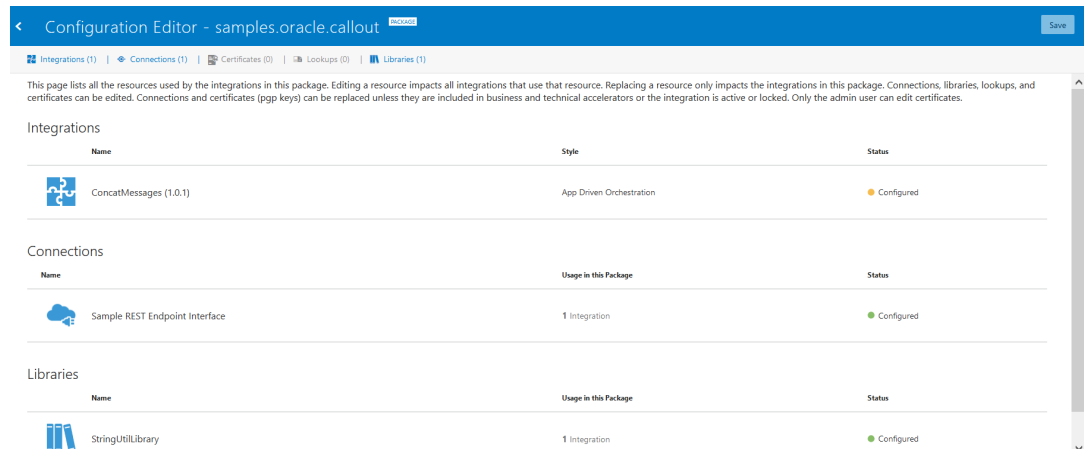 Configuration Editor - samples.oracle.callout PACKAGE Save
Integrations (1) | Connections (1) | Certificates (0) | Lookups (0) | Libraries (1)
This page lists all the resources used by the integrations in this package. Editing a resource impacts all integrations that use that resource. Replacing a resource only impacts the integrations in this package. Connections, libraries, lookups, and
certificates can be edited. Connections and certificates (pgp keys) can be replaced unless they are included in business and technical accelerators or the integration is active or locked. Only the admin user can edit certificates.
Integrations
Name Style Status
ConcatMessages (1.0.1) App Driven Orchestration Configured
Connections
Name Usage in this Package Status
Sample REST Endpoint Interface 1 Integration Configured
Libraries
Name Usage in this Package Status
StringUtilLibrary 1 Integration Configured